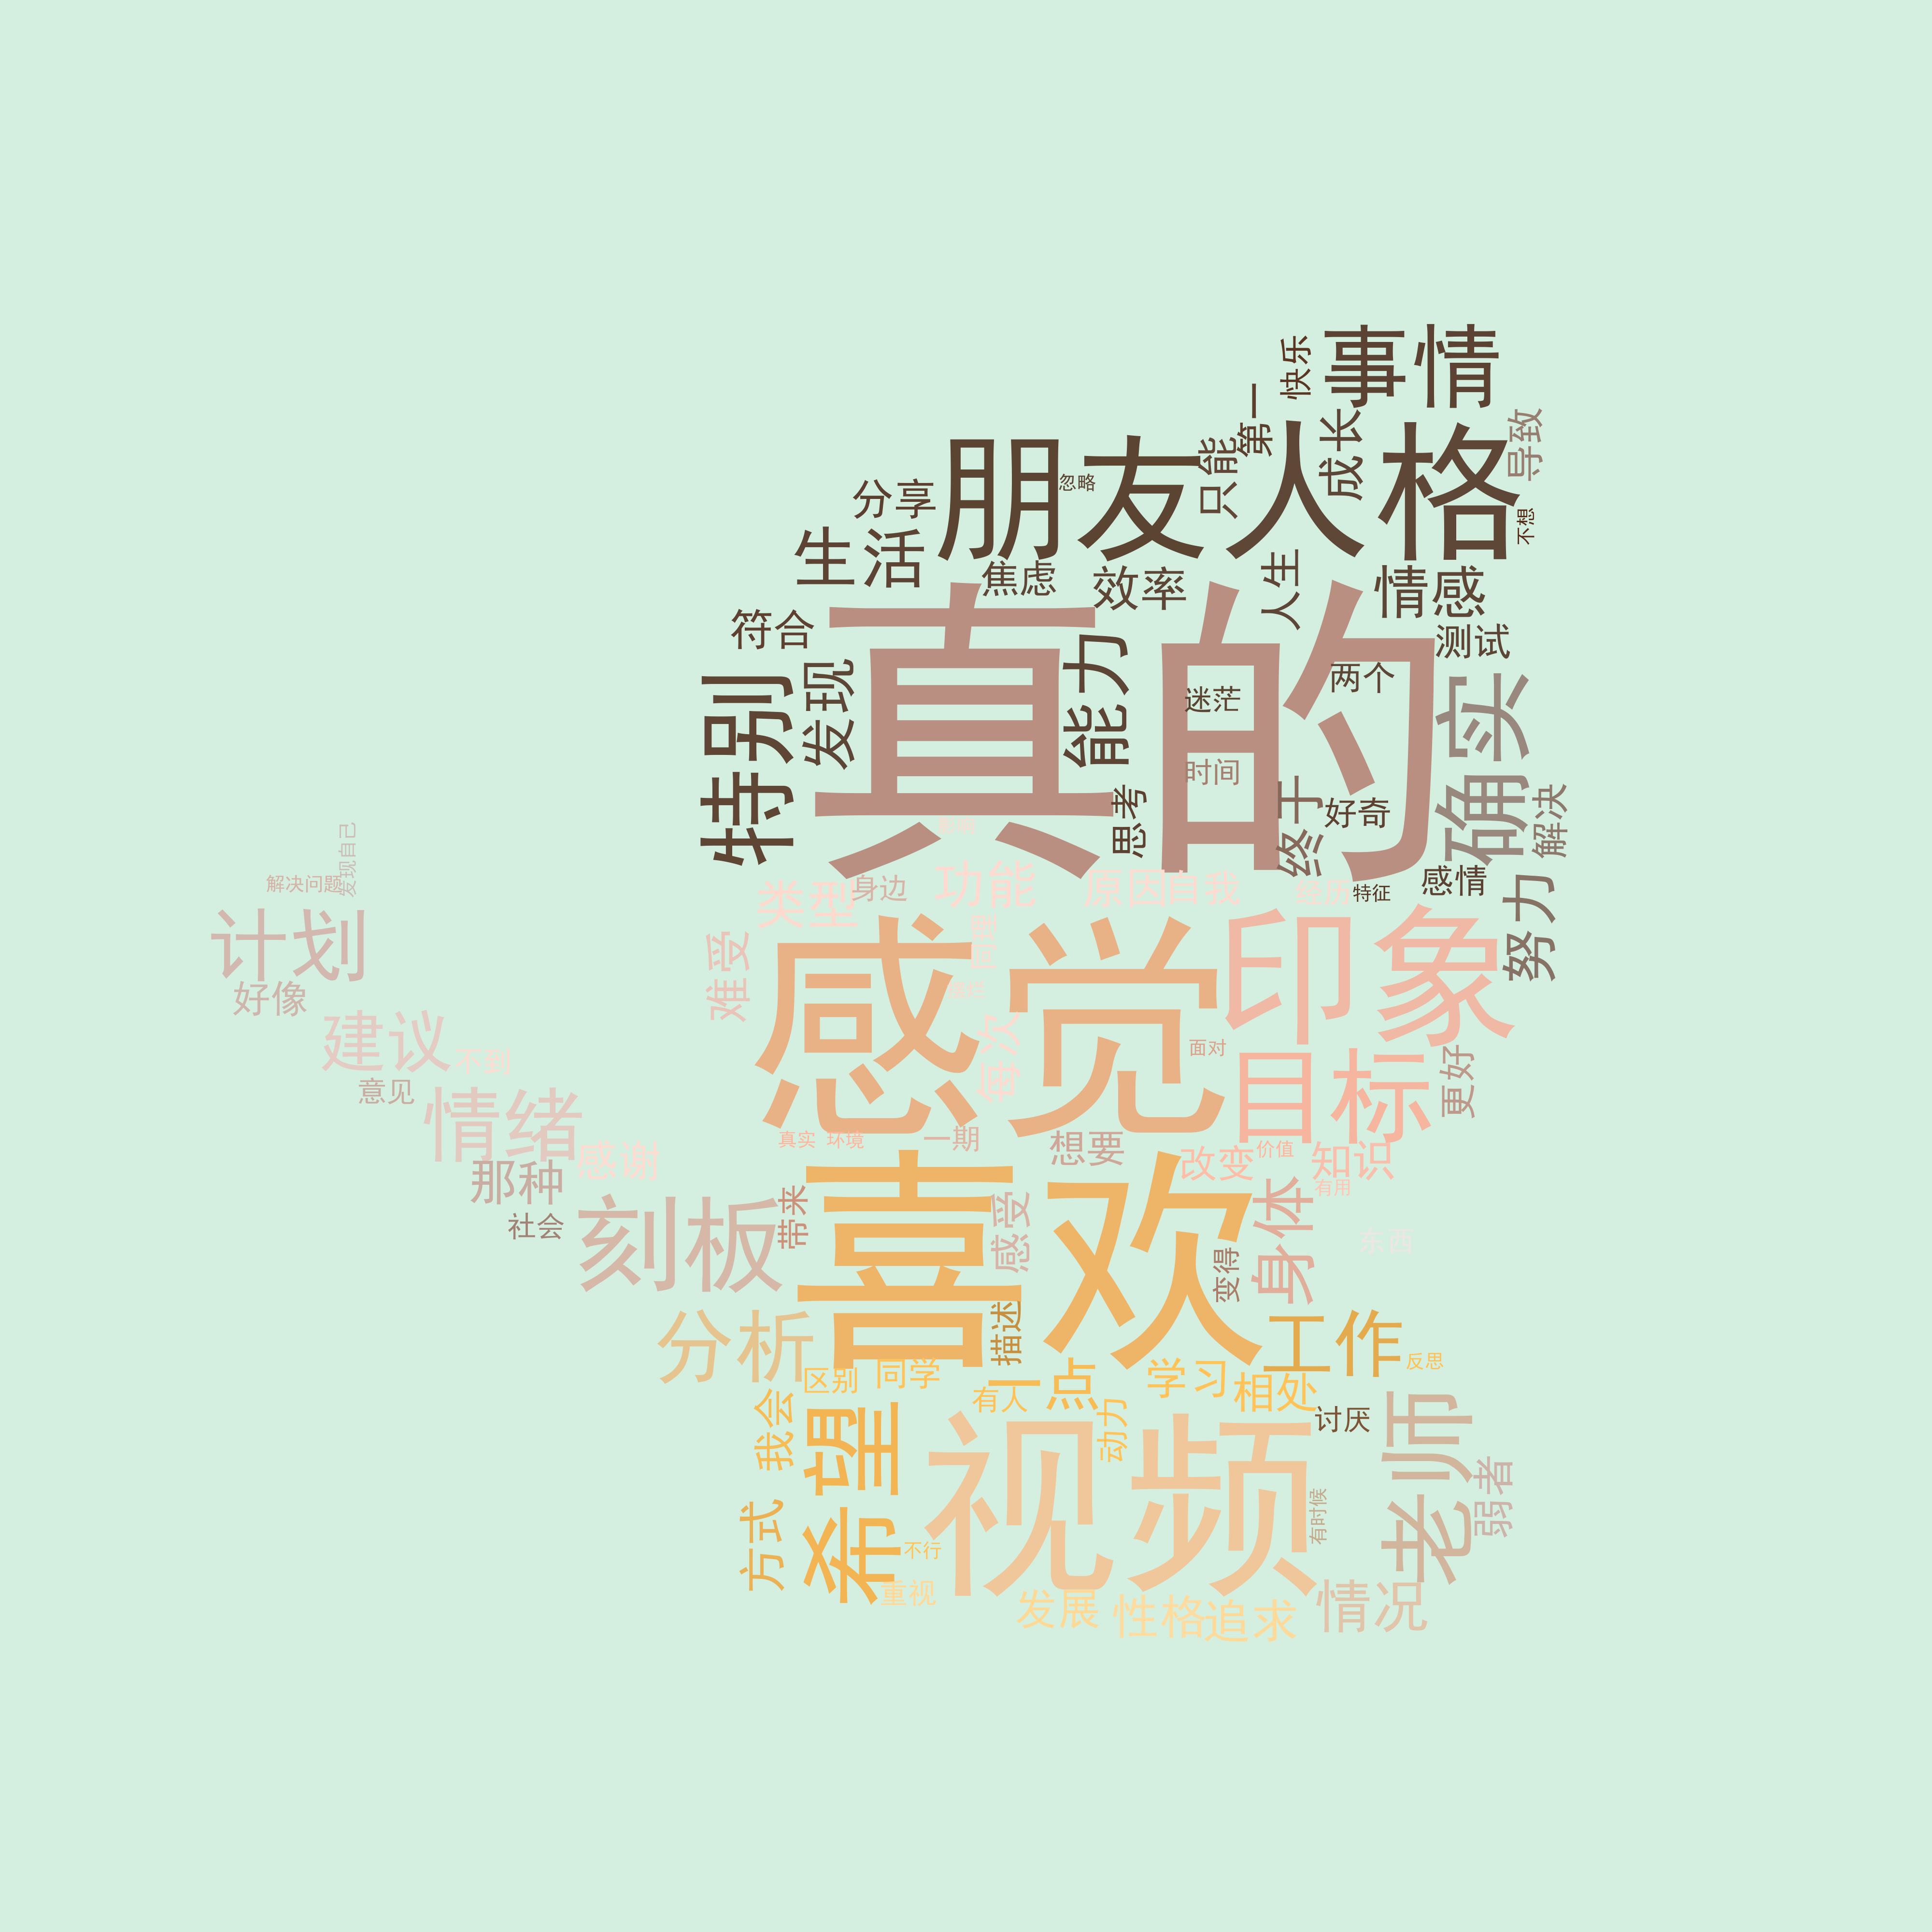 快乐
事情
第一
成长
导致
只能
朋友
人格
忽略
分享
不想
生活
焦虑
效率
人生
情感
符合
测试
真的
能力
发现
特别
两个
迷茫
确实
时间
终于
好奇
思考
解决
发现自己
解决问题
类型
身边
功能
原因
自我
特征
感情
努力
计划
好像
难受
感觉
印象
建议
不到
每次
面对
目标
更好
意见
情绪
感谢
真实
环境
一期
想要
改变
价值
知识
有用
那种
社会
刻板
带来
喜欢
感受
身体
变得
东西
描述
分析
工作
反思
区别
同学
一点
有人
学习
相处
我会
希望
动力
讨厌
视频
老师
弱者
有时候
方式
不行
重视
发展
性格
追求
情况